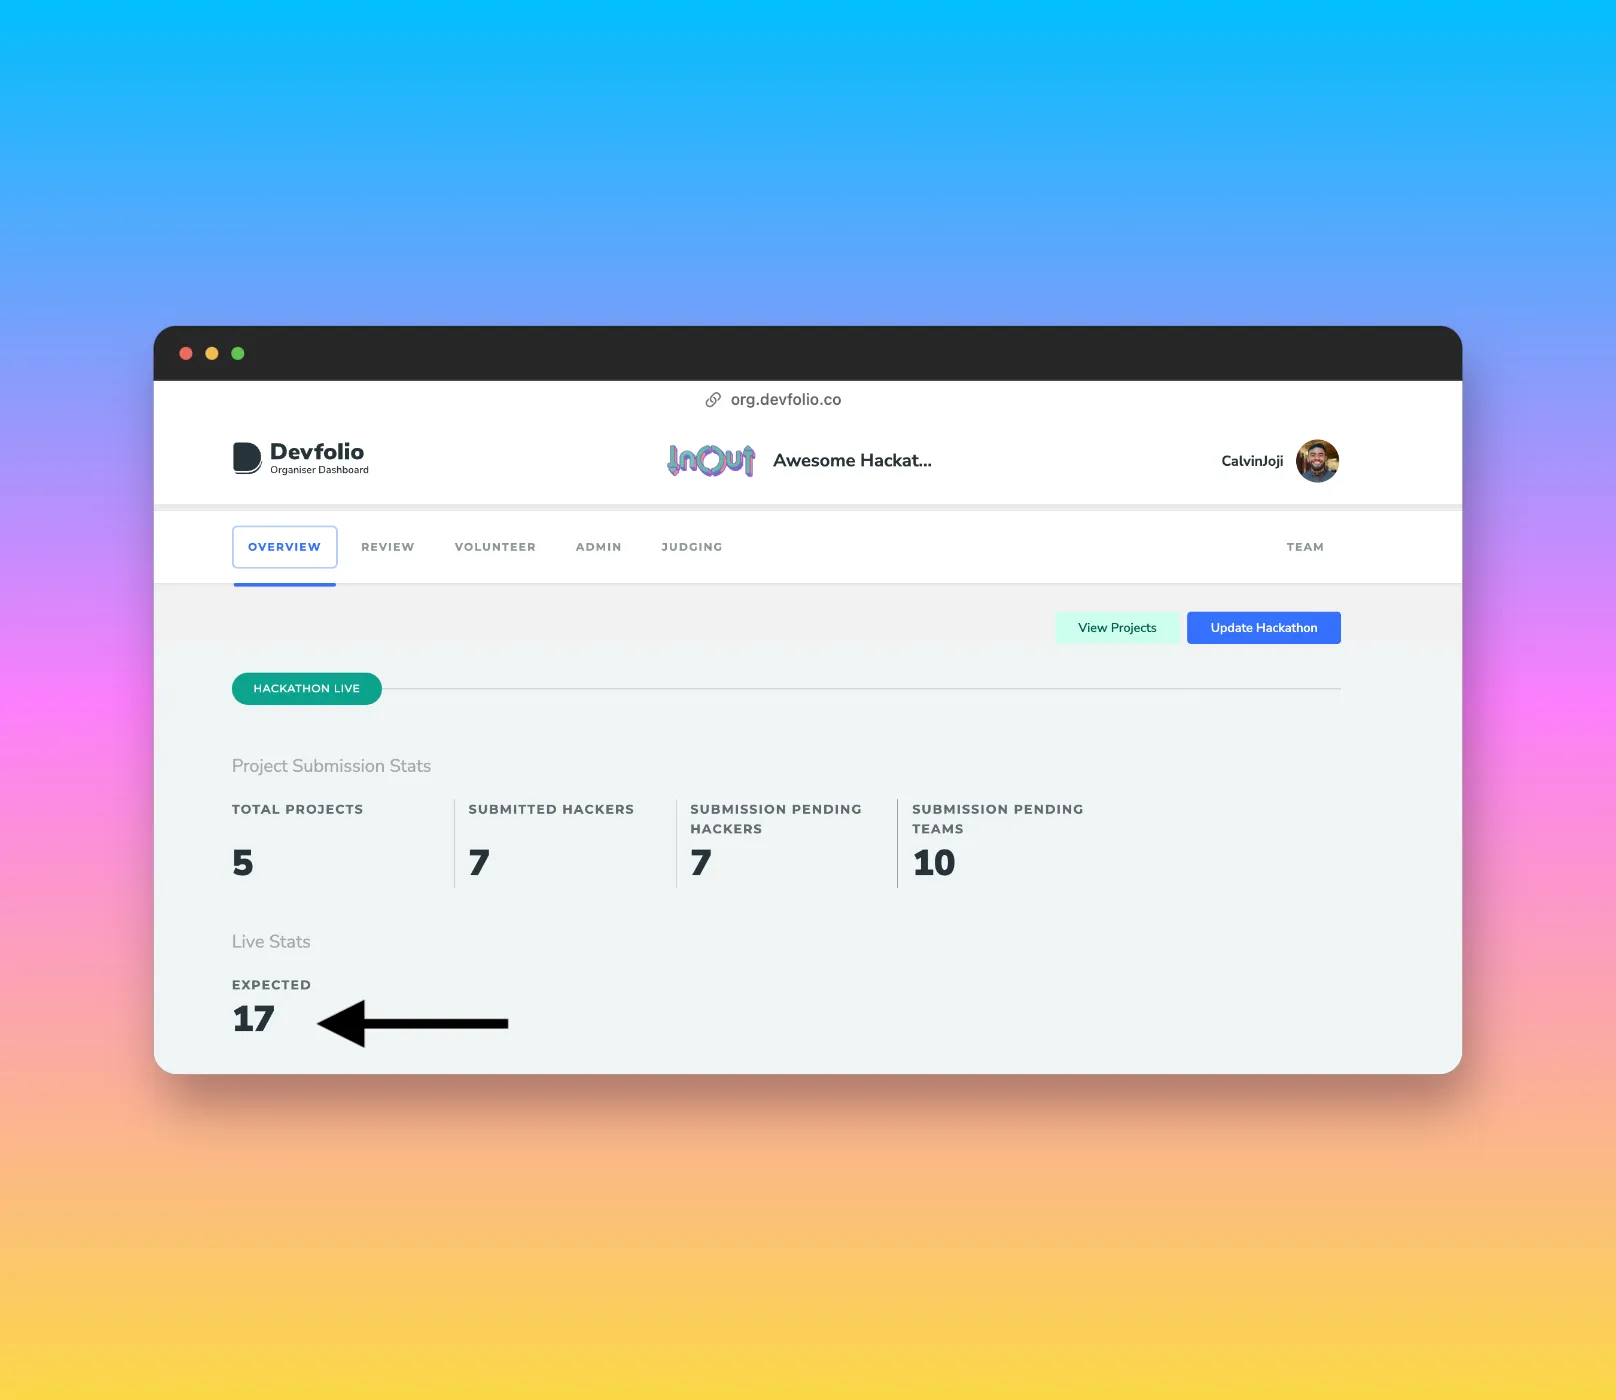 org.devfolio.co
Devfolio
Organiser Dashboard
InOut
Awesome Hackat...
CalvinJoji
OVERVIEW
REVIEW
VOLUNTEER
ADMIN
JUDGING
TEAM
View Projects
Update Hackathon
HACKATHON LIVE
Project Submission Stats
TOTAL PROJECTS
5
SUBMITTED HACKERS
7
SUBMISSION PENDING
HACKERS
7
SUBMISSION PENDING
TEAMS
10
Live Stats
EXPECTED
17